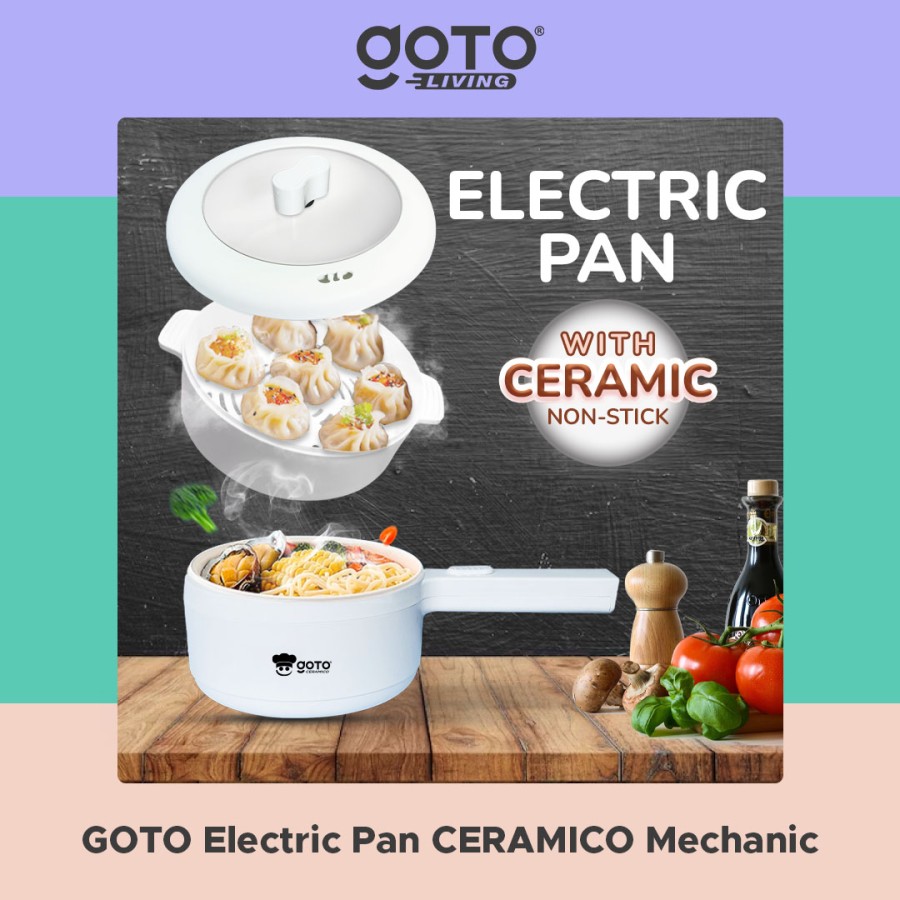 goTo®
LIVING
ELECTRIC
PAN
WITH
CERAMIC
NON-STICK
goTo
CERAMICO
GOTO Electric Pan CERAMICO Mechanic